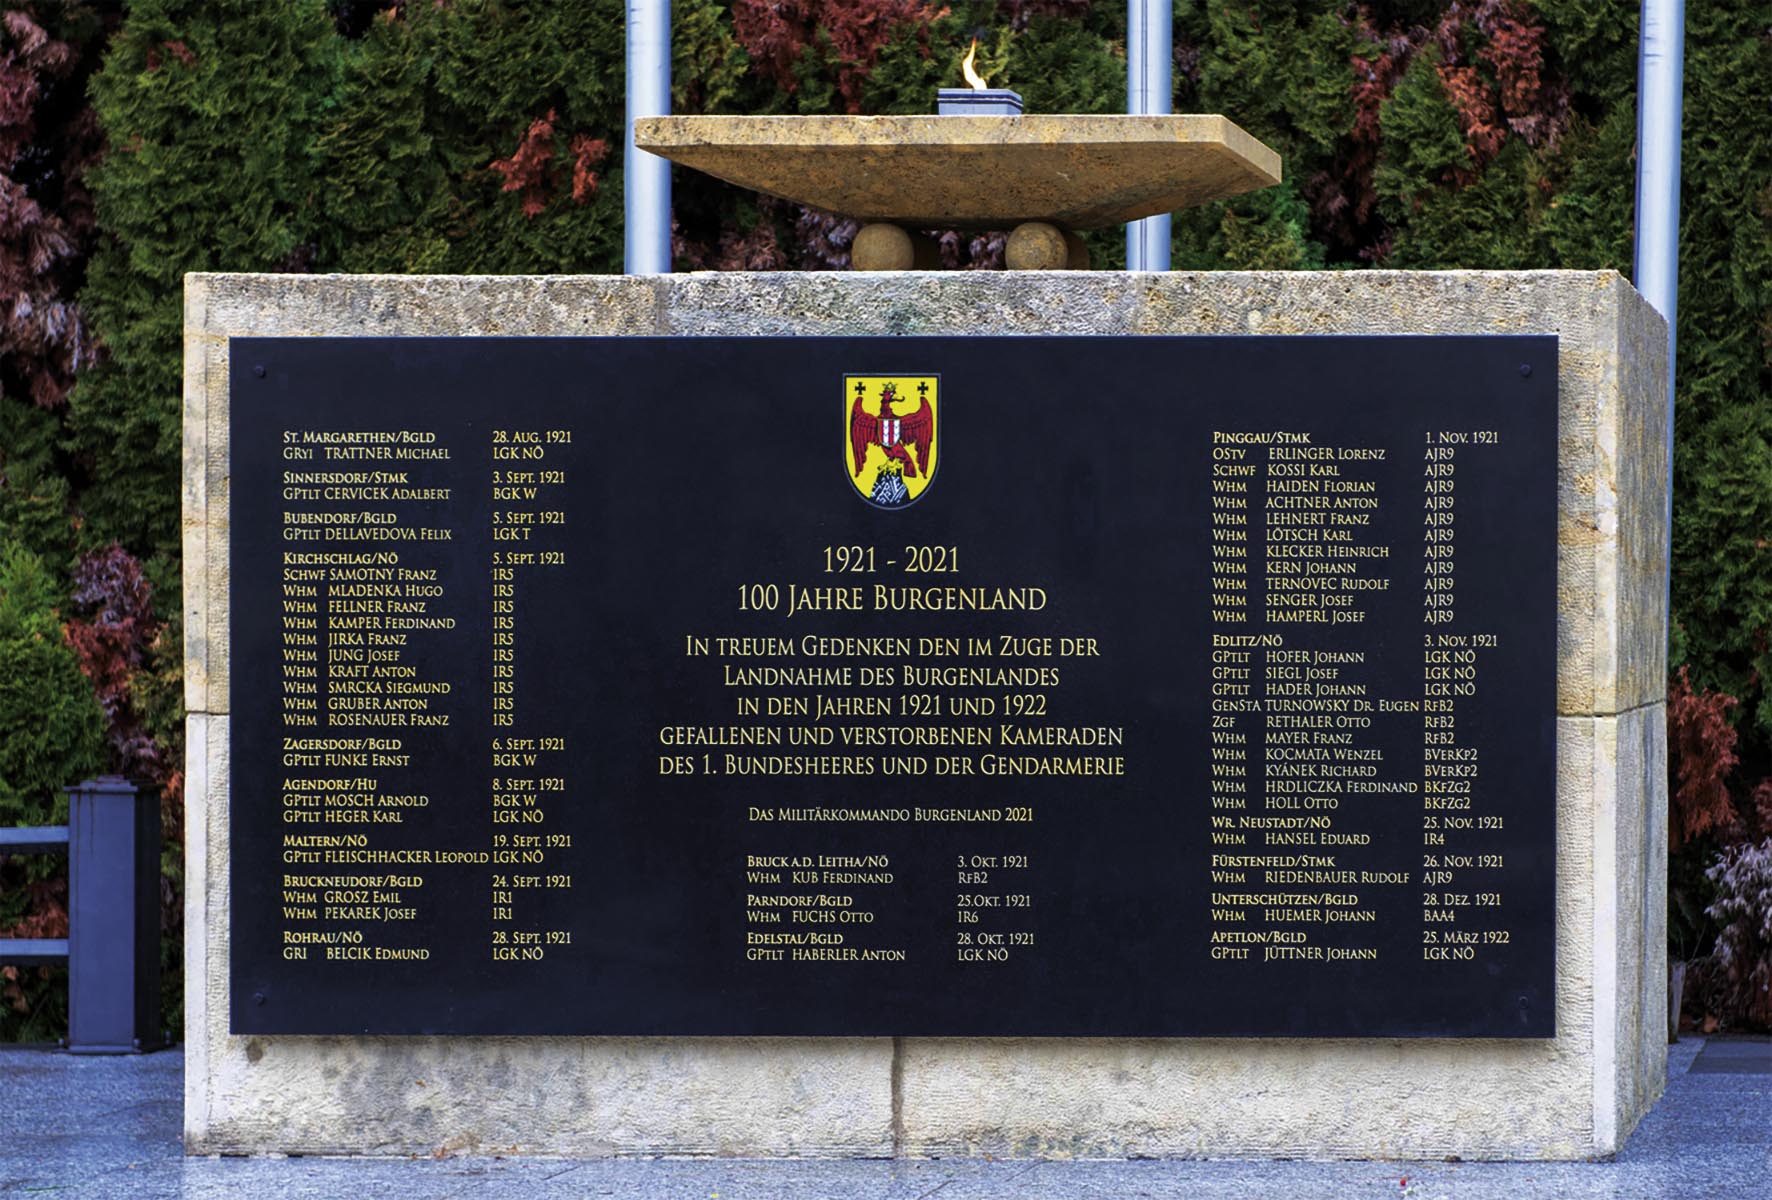 St. Margarethen/Bgld 28. Aug. 1921
GRyi Trattner Michael LGK NÖ
Sinnersdorf/Stmk 3. Sept. 1921
GPtlt Cervicek Adalbert BGK W
Bubendorf/Bgld 5. Sept. 1921
GPtlt Dellavedova Felix LGK T
Kirchschlag/NÖ 5. Sept. 1921
Schwf Samotny Franz IR5
Whm Mladenka Hugo IR5
Whm Fellner Franz IR5
Whm Kamper Ferdinand IR5
Whm Jirka Franz IR5
Whm Jung Josef IR5
Whm Kraft Anton IR5
Whm Smrcka Siegmund IR5
Whm Gruber Anton IR5
Whm Rosenauer Franz IR5
Zagersdorf/Bgld 6. Sept. 1921
GPtlt Funke Ernst BGK W
Agendorf/Hu 8. Sept. 1921
GPtlt Mosch Arnold BGK W
GPtlt Heger Karl LGK NÖ
Maltern/NÖ 19. Sept. 1921
GPtlt Fleischhacker Leopold LGK NÖ
Bruckneudorf/Bgld 24. Sept. 1921
Whm Grosz Emil IR1
Whm Pekarek Josef IR1
Rohrau/NÖ 28. Sept. 1921
GRI Belcik Edmund LGK NÖ
1921 - 2021
100 Jahre Burgenland
In treuem Gedenken den im Zuge der
Landnahme des Burgenlandes
in den Jahren 1921 und 1922
gefallenen und verstorbenen Kameraden
des 1. Bundesheeres und der Gendarmerie
Das Militärkommando Burgenland 2021
Bruck a.d. Leitha/NÖ 3. Okt. 1921
Whm Kub Ferdinand RfB2
Parndorf/Bgld 25.Okt. 1921
Whm Fuchs Otto IR6
Edelstal/Bgld 28. Okt. 1921
GPtlt Haberler Anton LGK NÖ
Pinggau/Stmk 1. Nov. 1921
OStv Erlinger Lorenz AJR9
Schwf Kossi Karl AJR9
Whm Haiden Florian AJR9
Whm Achtner Anton AJR9
Whm Lehnert Franz AJR9
Whm Lötsch Karl AJR9
Whm Klecker Heinrich AJR9
Whm Kern Johann AJR9
Whm Ternovec Rudolf AJR9
Whm Senger Josef AJR9
Whm Hamperl Josef AJR9
Edlitz/NÖ 3. Nov. 1921
GPtlt Hofer Johann LGK NÖ
GPtlt Siegl Josef LGK NÖ
GPtlt Hader Johann LGK NÖ
GenSta Turnowsky Dr. Eugen RfB2
Zgf Rethaler Otto RfB2
Whm Mayer Franz RfB2
Whm Kocmata Wenzel BVerKp2
Whm Kyánek Richard BVerKp2
Whm Hrdliczka Ferdinand BKfzg2
Whm Holl Otto BKfzg2
Wr. Neustadt/NÖ 25. Nov. 1921
Whm Hansel Eduard IR4
Fürstenfeld/Stmk 26. Nov. 1921
Whm Riedenbauer Rudolf AJR9
Unterschützen/Bgld 28. Dez. 1921
Whm Huemer Johann BAA4
Apetlon/Bgld 25. März 1922
GPtlt Jüttner Johann LGK NÖ